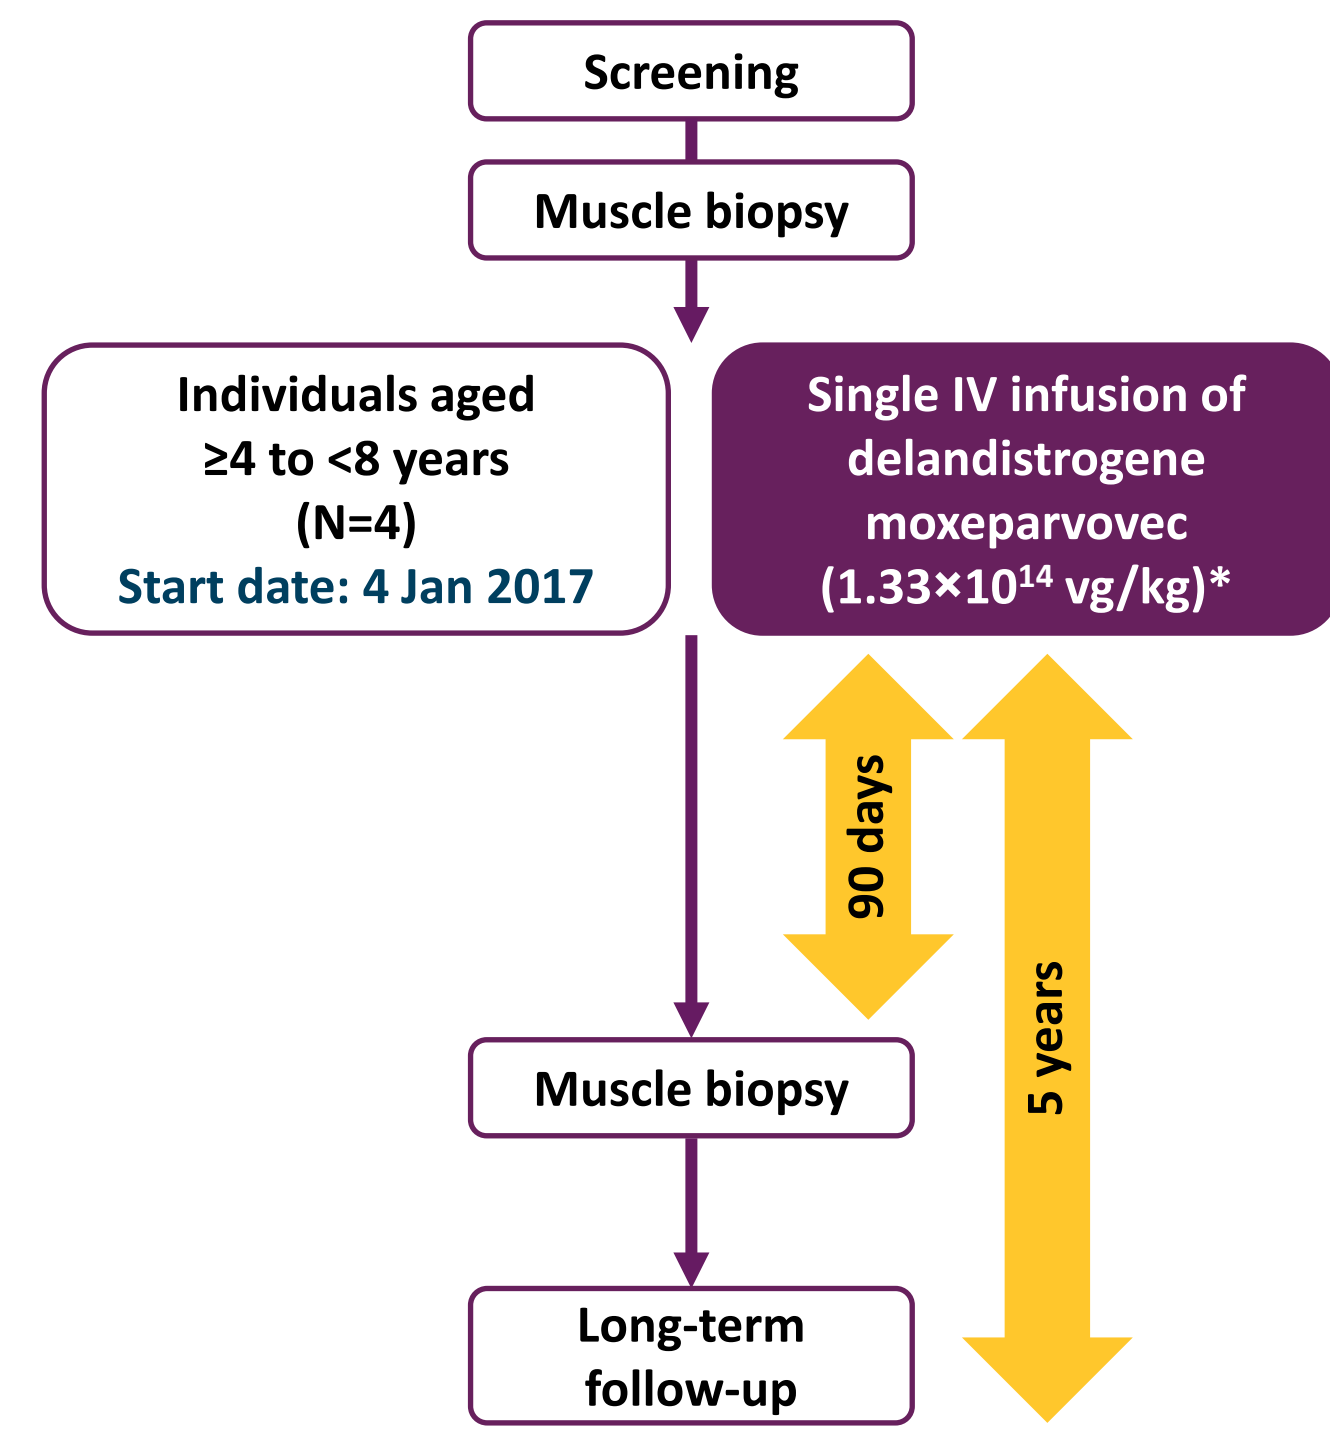 Screening
Muscle biopsy
Individuals aged
≥4 to <8 years
(N=4)
Start date: 4 Jan 2017
Single IV infusion of
delandistrogene
moxeparvovec
(1.33×10¹⁴ vg/kg)*
90 days
5 years
Muscle biopsy
Long-term
follow-up